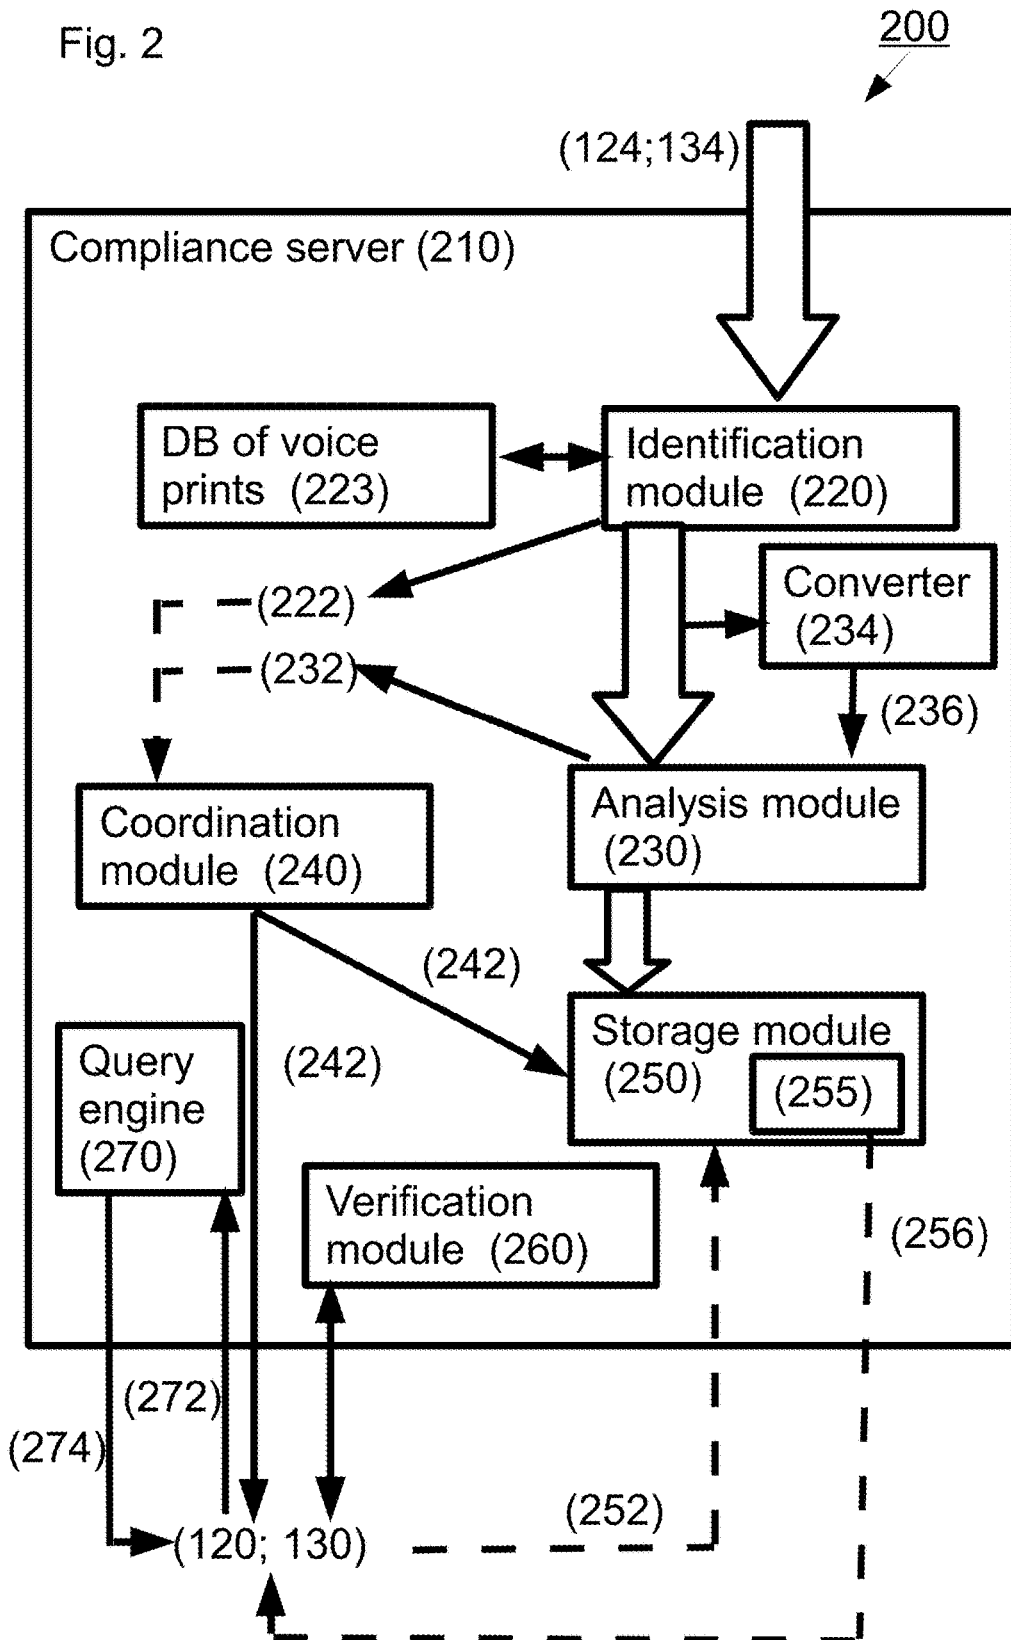 Fig. 2
200
(124;134)
Compliance server (210)
DB of voice
prints (223)
Identification
module (220)
Converter
(234)
(222)
(232)
(236)
Coordination
module (240)
Analysis module
(230)
(242)
(242)
Storage module
(250)
(255)
Query
engine
(270)
Verification
module (260)
(256)
(272)
(274)
(252)
(120; 130)